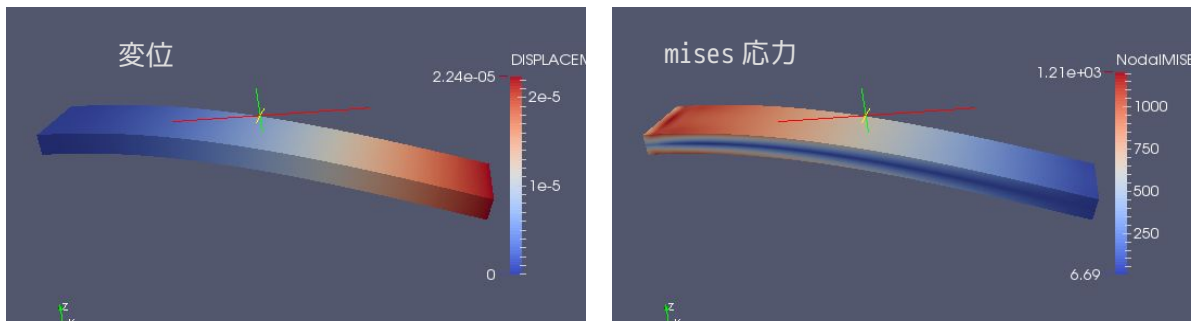 変位
DISPLACEM
2.24e-05
2e-5
1e-5
0
z
mises 応力
NodalMISE
1.21e+03
1000
750
500
250
6.69
z